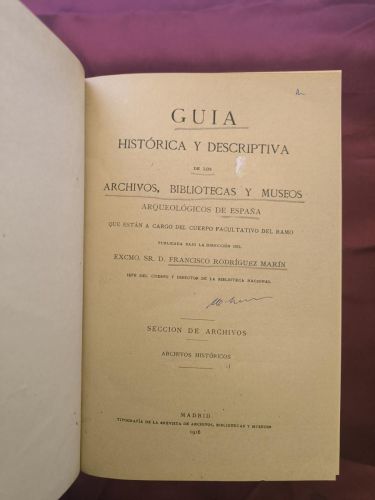 GUIA
HISTÓRICA Y DESCRIPTIVA
DE LOS
ARCHIVOS, BIBLIOTECAS Y MUSEOS
ARQUEOLÓGICOS DE ESPAÑA
QUE ESTÁN A CARGO DEL CUERPO FACULTATIVO DEL RAMO
PUBLICADA BAJO LA DIRECCIÓN DEL
EXCMO. SR. D. FRANCISCO RODRÍGUEZ MARÍN
JEFE DEL CUERPO Y DIRECTOR DE LA BIBLIOTECA NACIONAL
SECCION DE ARCHIVOS
ARCHIVOS HISTÓRICOS
MADRID
TIPOGRAFÍA DE LA REVISTA DE ARCHIVOS, BIBLIOTECAS Y MUSEOS
1916